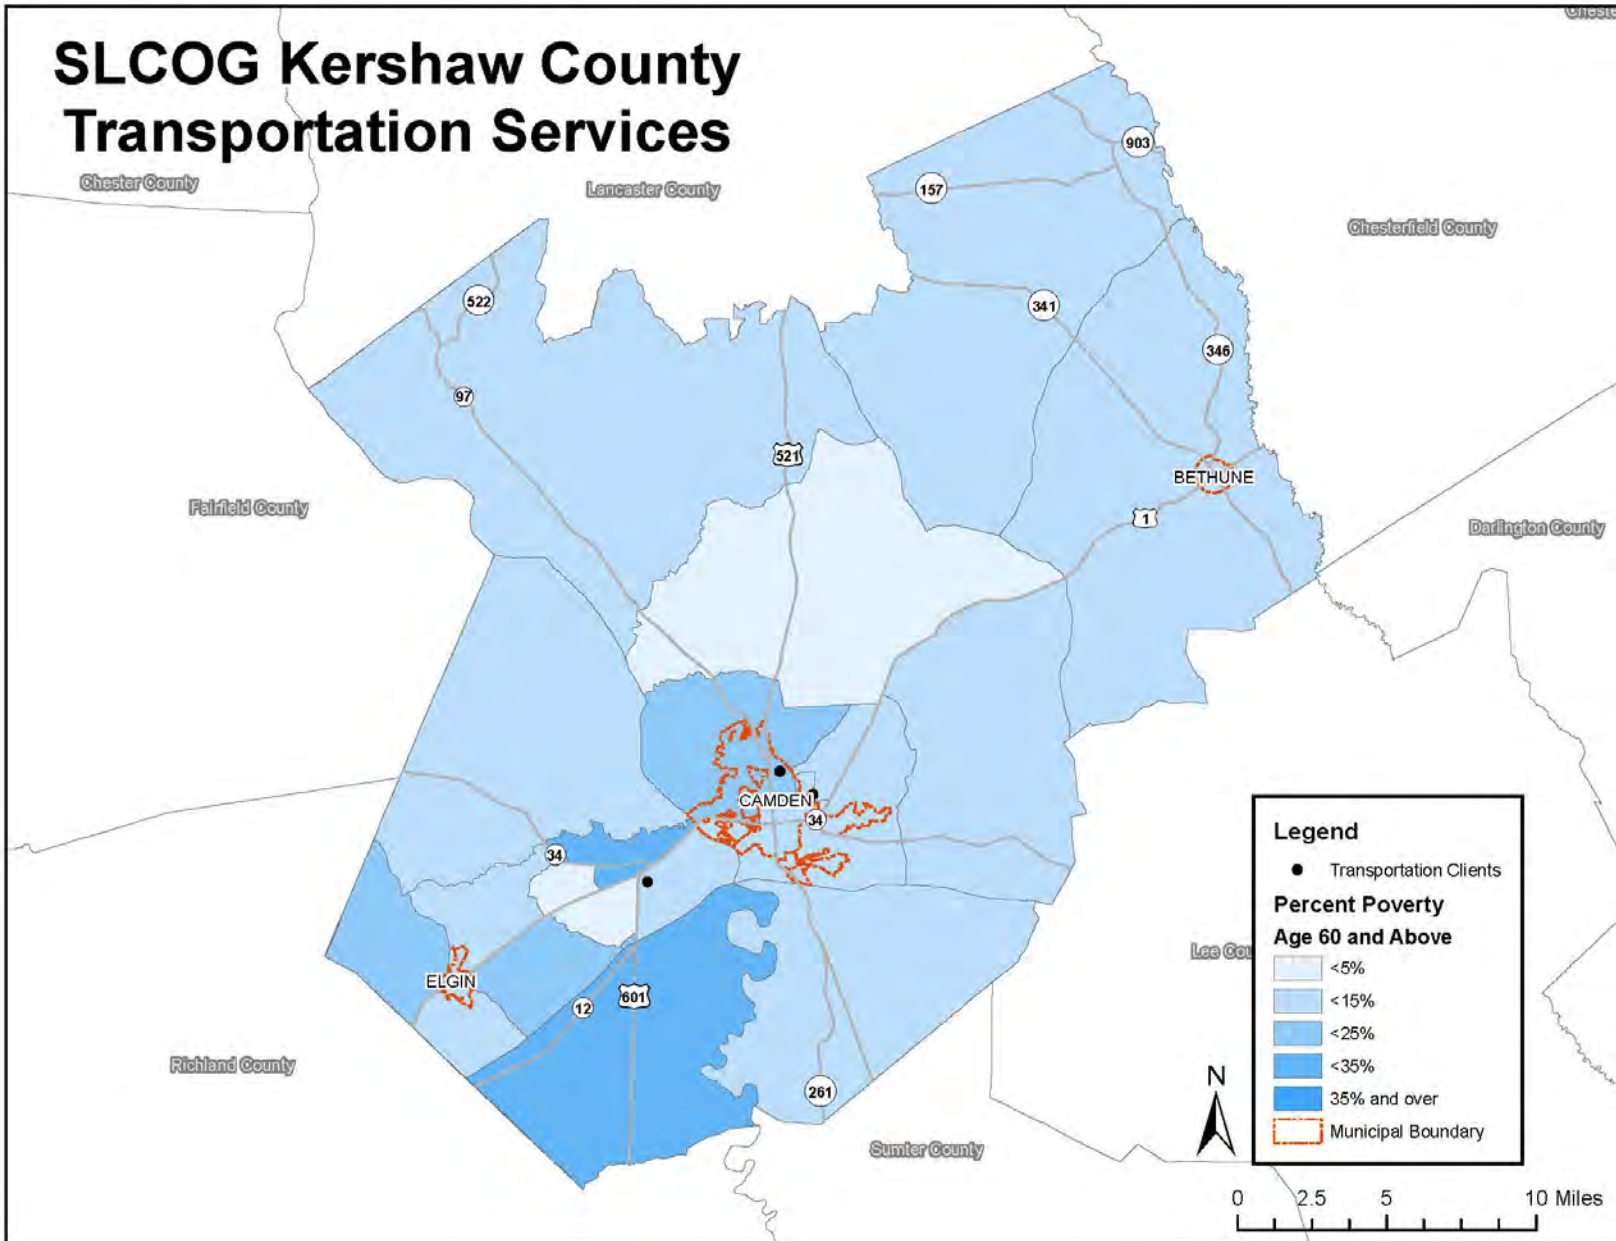 Cheste
SLCOG Kershaw County
Transportation Services
903
Chester County
Lancaster County
157
Chesterfield County
522
341
346
97
521
BETHUNE
Fairfield County
1
Darlington County
CAMDEN
34
34
Legend
Transportation Clients
Percent Poverty
Age 60 and Above
<5%
<15%
<25%
<35%
35% and over
Municipal Boundary
Lee Cou
ELGIN
601
12
Richland County
261
N
Sumter County
0 2.5 5 10 Miles